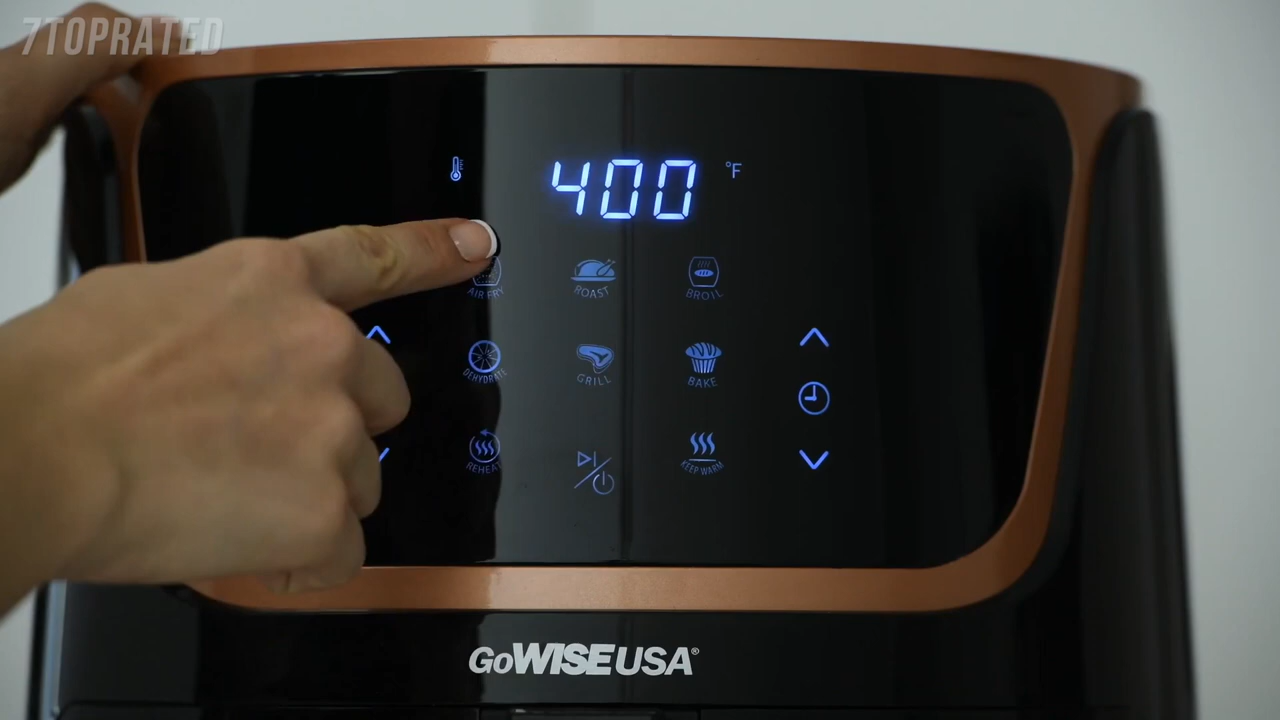 7TOPRATED
400 °F
AIR FRY
ROAST
BROIL
DEHYDRATE
GRILL
BAKE
REHEAT
KEEP WARM
GoWISEUSA®